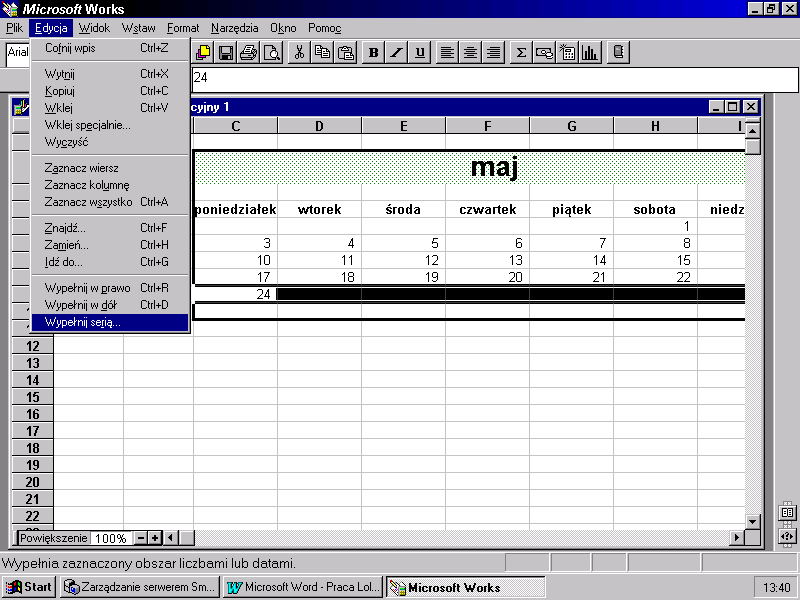 Microsoft Works
Plik Edycja Widok Wstaw Format Narzędzia Okno Pomoc
Arial
B I U Σ
24
Cofnij wpis Ctrl+Z
Wytnij Ctrl+X
Kopiuj Ctrl+C
Wklej Ctrl+V
Wklej specjalnie...
Wyczyść
Zaznacz wiersz
Zaznacz kolumnę
Zaznacz wszystko Ctrl+A
Znajdź... Ctrl+F
Zamień... Ctrl+H
Idź do... Ctrl+G
Wypełnij w prawo Ctrl+R
Wypełnij w dół Ctrl+D
Wypełnij serią...
cyjny 1
C D E F G H I
maj
poniedziałek wtorek środa czwartek piątek sobota niedz
1
3 4 5 6 7 8
10 11 12 13 14 15
17 18 19 20 21 22
24
12
13
14
15
16
17
18
19
20
21
22
Powiększenie 100%
Wypełnia zaznaczony obszar liczbami lub datami.
Start Zarządzanie serwerem Sm... Microsoft Word - Praca Lol... Microsoft Works 13:40